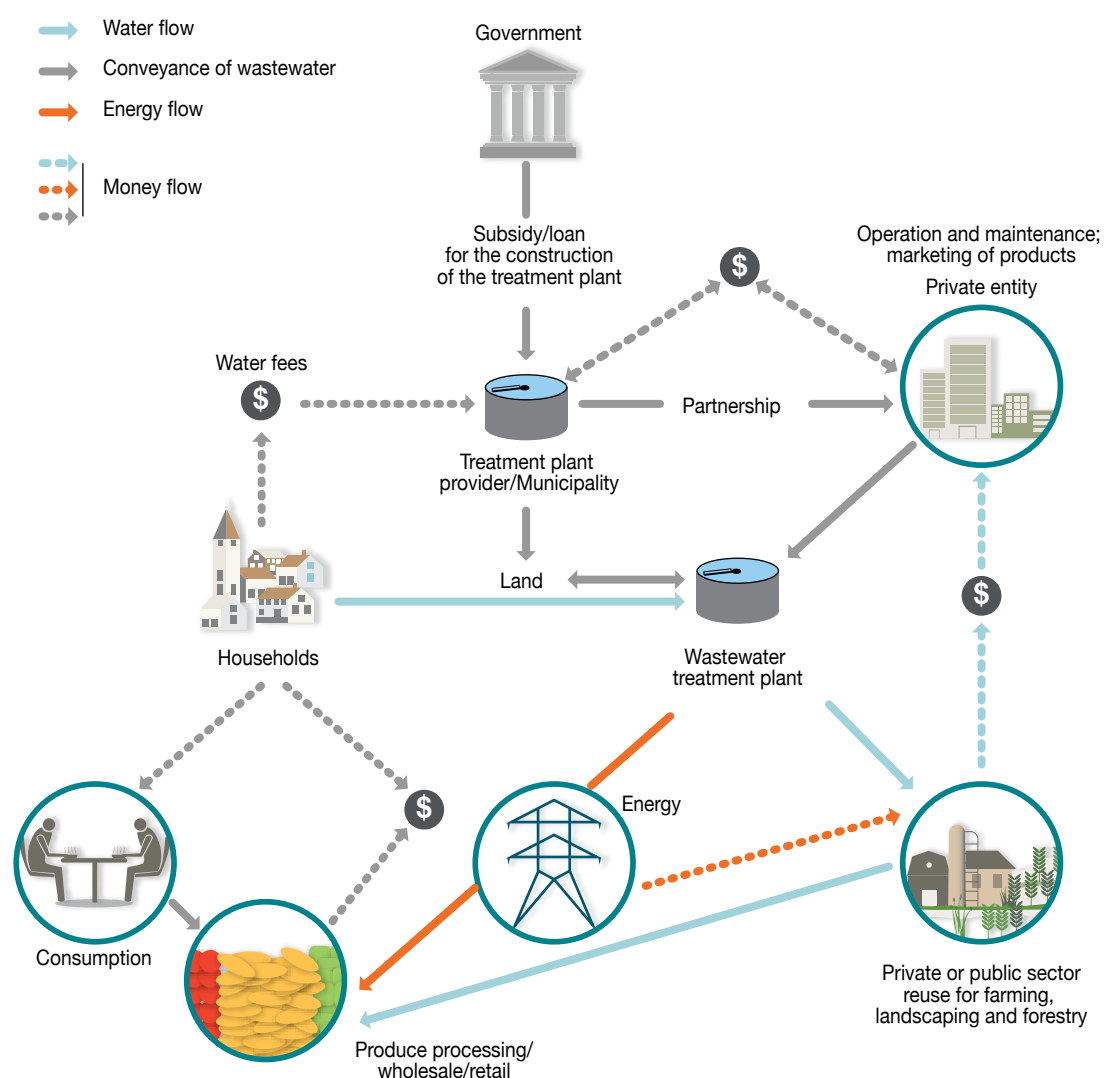 Water flow
Conveyance of wastewater
Energy flow
Money flow
Government
Subsidy/loan
for the construction
of the treatment plant
$
Operation and maintenance;
marketing of products
Private entity
Water fees
$
Partnership
Treatment plant
provider/Municipality
Land
$
Households
Wastewater
treatment plant
$
Energy
Consumption
Private or public sector
reuse for farming,
landscaping and forestry
Produce processing/
wholesale/retail